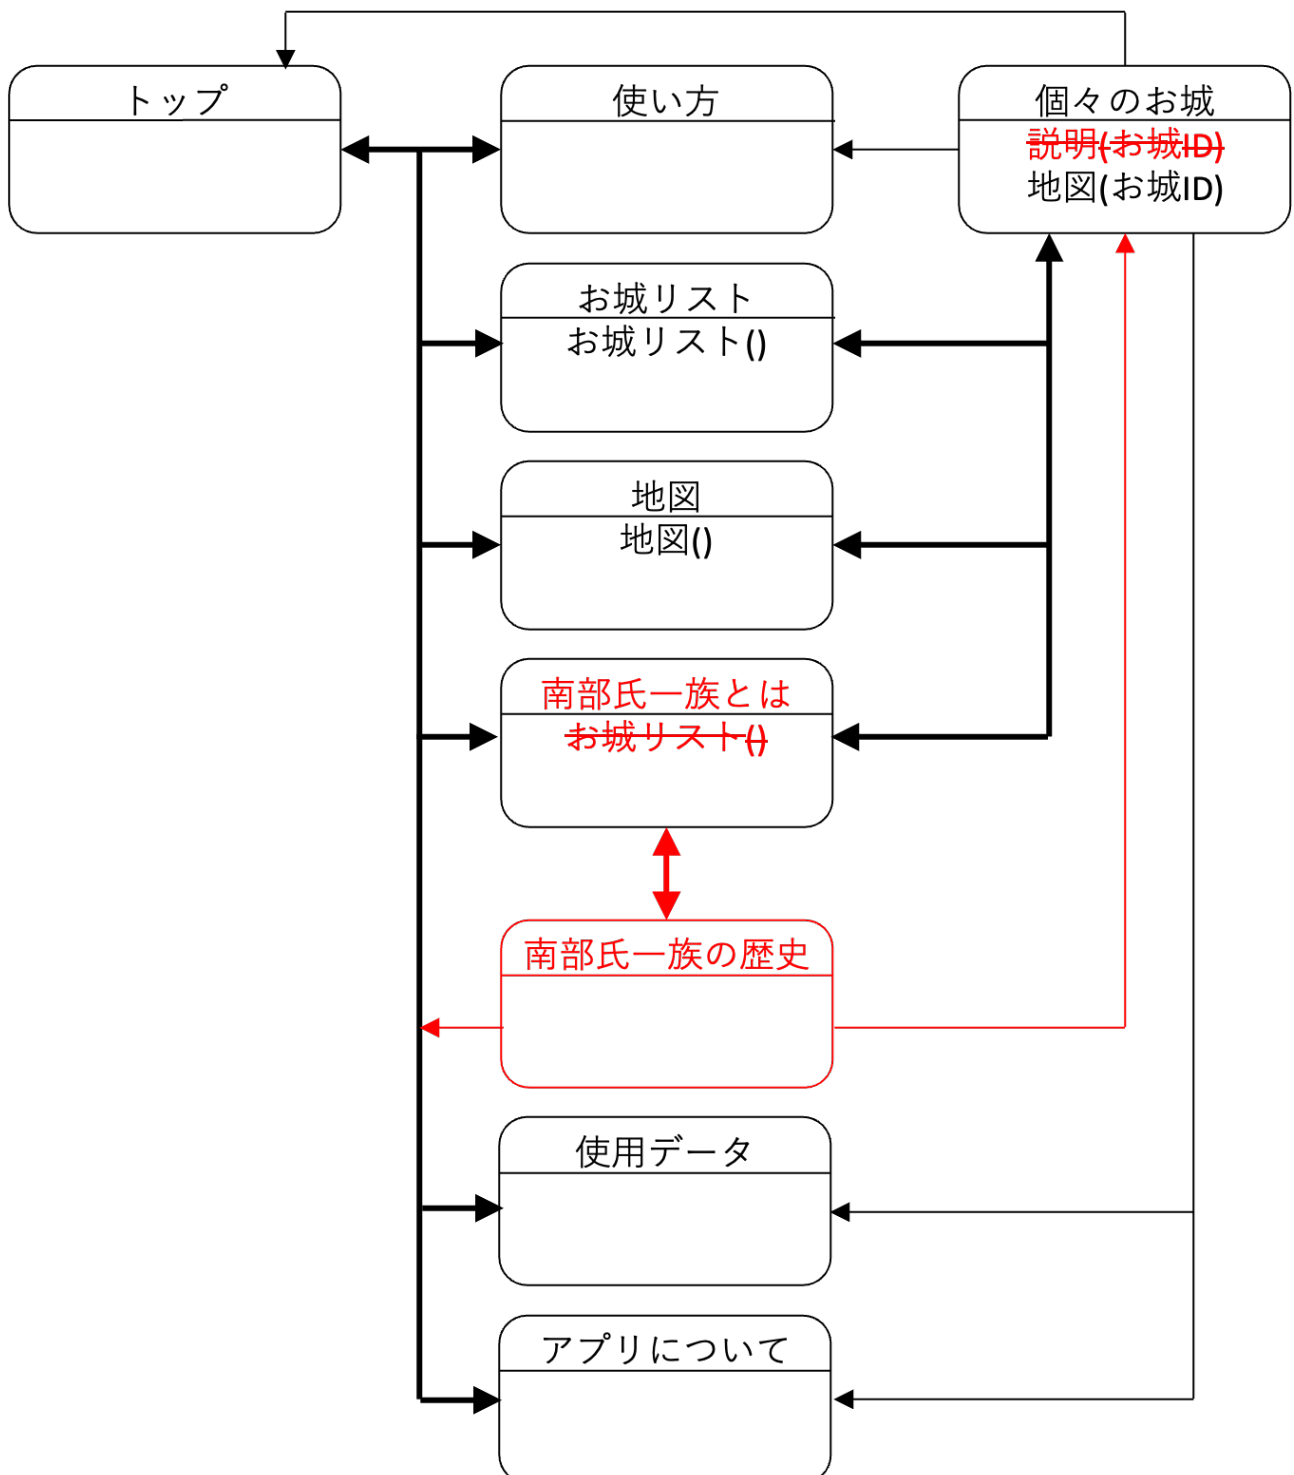 トップ
使い方
個々のお城
説明(お城ID)
地図(お城ID)
お城リスト
お城リスト()
地図
地図()
南部氏一族とは
お城リスト()
南部氏一族の歴史
使用データ
アプリについて